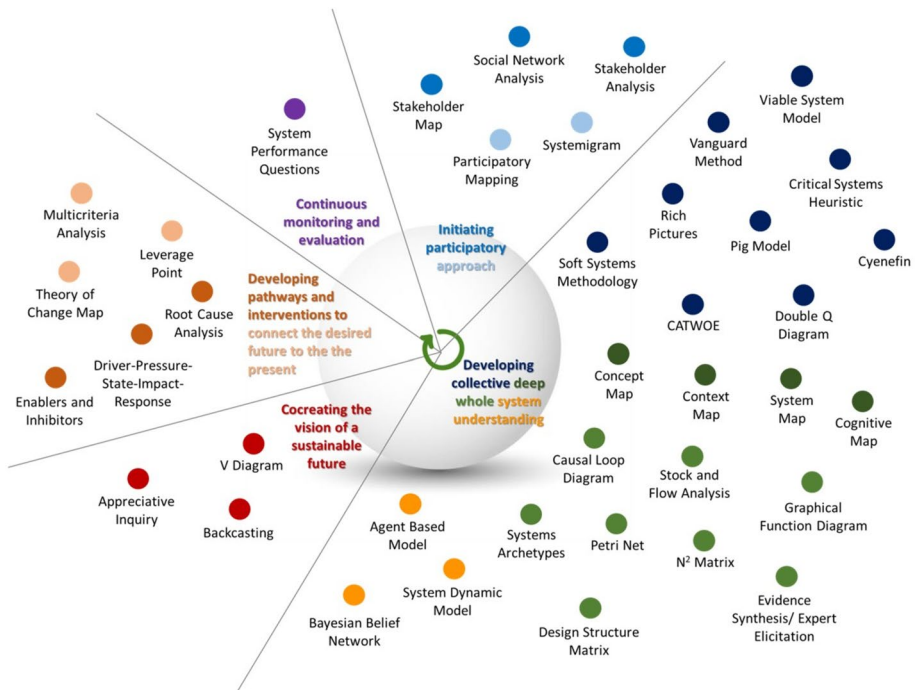 Social Network
Analysis
Stakeholder
Analysis
Stakeholder
Map
Participatory
Mapping
Systemigram
Viable System
Model
Vanguard
Method
Critical Systems
Heuristic
Rich
Pictures
Pig Model
Cyenefin
Soft Systems
Methodology
CATWOE
Double Q
Diagram
System
Performance
Questions
Continuous
monitoring and
evaluation
Initiating
participatory
approach
Multicriteria
Analysis
Leverage
Point
Theory of
Change Map
Root Cause
Analysis
Driver-Pressure-
State-Impact-
Response
Enablers and
Inhibitors
Developing
pathways and
interventions to
connect the desired
future to the the
present
Developing
collective deep
whole system
understanding
Cocreating the
vision of a
sustainable
future
V Diagram
Appreciative
Inquiry
Backcasting
Concept
Map
Context
Map
System
Map
Cognitive
Map
Causal Loop
Diagram
Stock and
Flow Analysis
Graphical
Function Diagram
Agent Based
Model
Systems
Archetypes
Petri Net
N² Matrix
System Dynamic
Model
Bayesian Belief
Network
Design Structure
Matrix
Evidence
Synthesis/ Expert
Elicitation